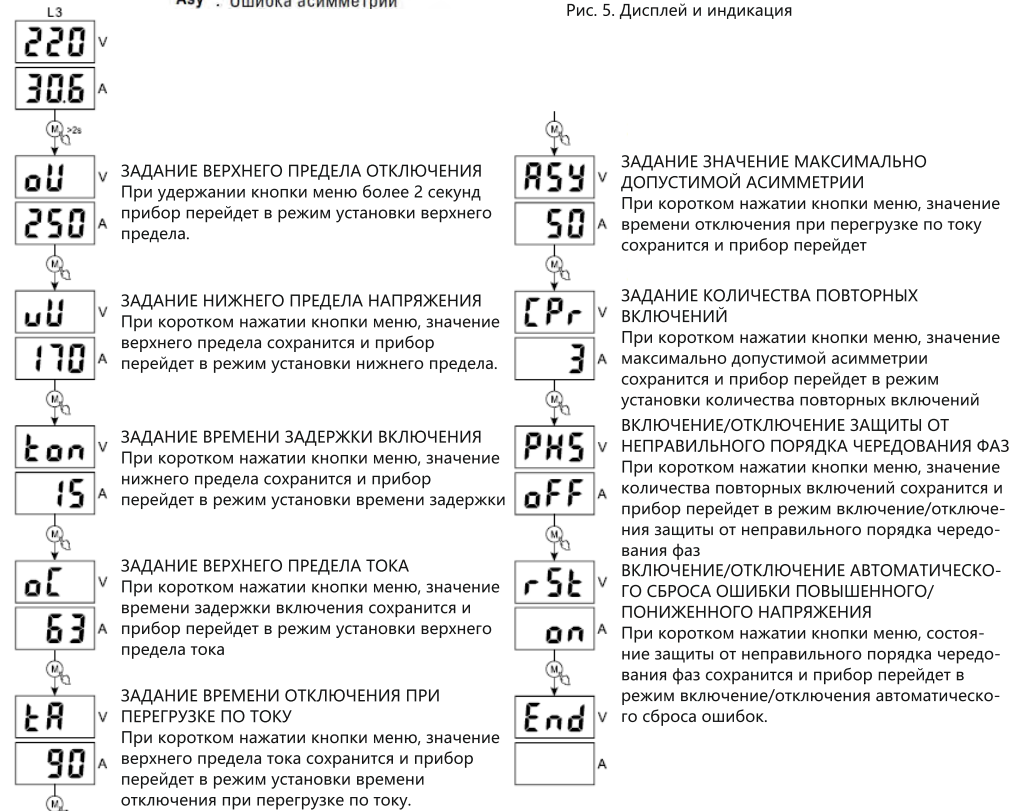 Asy : Ошибка асимметрии
Рис. 5. Дисплей и индикация
L3
220 V
30.6 A
M >2s
oU V
250 A
ЗАДАНИЕ ВЕРХНЕГО ПРЕДЕЛА ОТКЛЮЧЕНИЯ
При удержании кнопки меню более 2 секунд
прибор перейдет в режим установки верхнего
предела.
M
uU V
170 A
ЗАДАНИЕ НИЖНЕГО ПРЕДЕЛА НАПРЯЖЕНИЯ
При коротком нажатии кнопки меню, значение
верхнего предела сохранится и прибор
перейдет в режим установки нижнего предела.
M
ton V
15 A
ЗАДАНИЕ ВРЕМЕНИ ЗАДЕРЖКИ ВКЛЮЧЕНИЯ
При коротком нажатии кнопки меню, значение
нижнего предела сохранится и прибор
перейдет в режим установки времени задержки
M
oC V
63 A
ЗАДАНИЕ ВЕРХНЕГО ПРЕДЕЛА ТОКА
При коротком нажатии кнопки меню, значение
времени задержки включения сохранится и
прибор перейдет в режим установки верхнего
предела тока
M
tA V
90 A
ЗАДАНИЕ ВРЕМЕНИ ОТКЛЮЧЕНИЯ ПРИ
ПЕРЕГРУЗКЕ ПО ТОКУ
При коротком нажатии кнопки меню, значение
верхнего предела тока сохранится и прибор
перейдет в режим установки времени
отключения при перегрузке по току.
M
M
ASY V
50 A
ЗАДАНИЕ ЗНАЧЕНИЕ МАКСИМАЛЬНО
ДОПУСТИМОЙ АСИММЕТРИИ
При коротком нажатии кнопки меню, значение
времени отключения при перегрузке по току
сохранится и прибор перейдет
M
CPr V
3 A
ЗАДАНИЕ КОЛИЧЕСТВА ПОВТОРНЫХ
ВКЛЮЧЕНИЙ
При коротком нажатии кнопки меню, значение
максимально допустимой асимметрии
сохранится и прибор перейдет в режим
установки количества повторных включений
M
PHS V
oFF A
ВКЛЮЧЕНИЕ/ОТКЛЮЧЕНИЕ ЗАЩИТЫ ОТ
НЕПРАВИЛЬНОГО ПОРЯДКА ЧЕРЕДОВАНИЯ ФАЗ
При коротком нажатии кнопки меню, значение
количества повторных включений сохранится и
прибор перейдет в режим включение/отключе-
ния защиты от неправильного порядка чередо-
вания фаз
M
rSt V
on A
ВКЛЮЧЕНИЕ/ОТКЛЮЧЕНИЕ АВТОМАТИЧЕСКО-
ГО СБРОСА ОШИБКИ ПОВЫШЕННОГО/
ПОНИЖЕННОГО НАПРЯЖЕНИЯ
При коротком нажатии кнопки меню, состоя-
ние защиты от неправильного порядка чередо-
вания фаз сохранится и прибор перейдет в
режим включение/отключения автоматическо-
го сброса ошибок.
M
End V
A